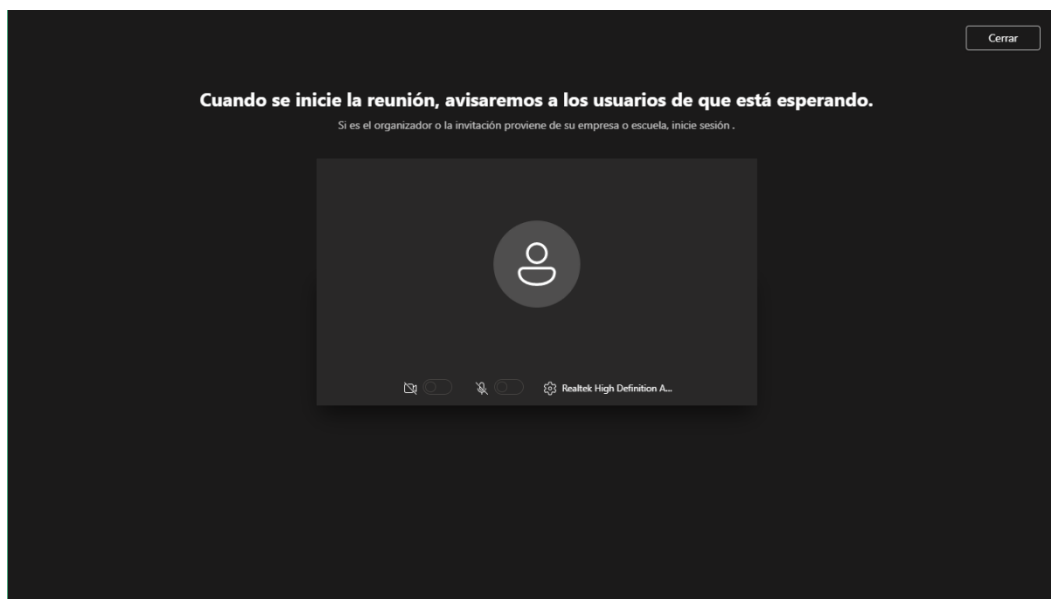 Cerrar
Cuando se inicie la reunión, avisaremos a los usuarios de que está esperando.
Si es el organizador o la invitación proviene de su empresa o escuela, inicie sesión .
Realtek High Definition A...